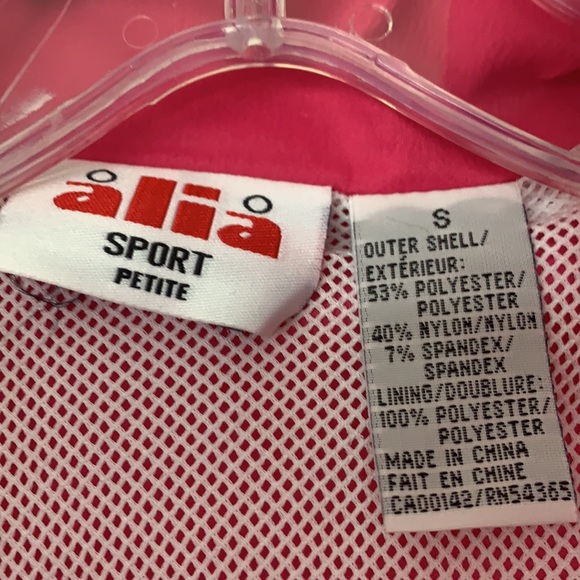 alia
SPORT
PETITE
S
OUTER SHELL/
EXTÉRIEUR:
53% POLYESTER/
POLYESTER
40% NYLON/NYLON
7% SPANDEX/
SPANDEX
LINING/DOUBLURE:
100% POLYESTER/
POLYESTER
MADE IN CHINA
FAIT EN CHINE
CA00142/RN54365